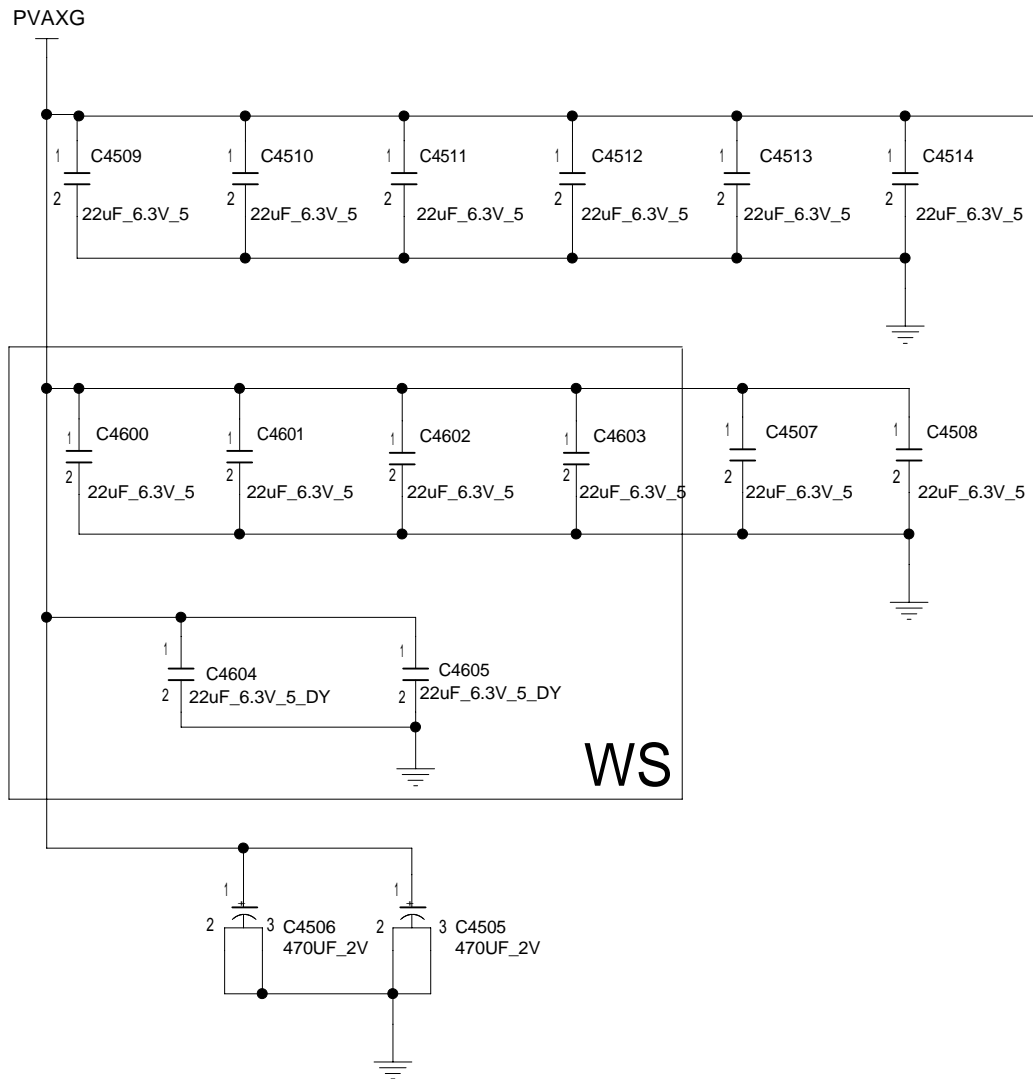 PVAXG
1 C4509 1 C4510 1 C4511 1 C4512 1 C4513 1 C4514
2 22uF_6.3V_5 2 22uF_6.3V_5 2 22uF_6.3V_5 2 22uF_6.3V_5 2 22uF_6.3V_5 2 22uF_6.3V_5
1 C4600 1 C4601 1 C4602 1 C4603 1 C4507 1 C4508
2 22uF_6.3V_5 2 22uF_6.3V_5 2 22uF_6.3V_5 2 22uF_6.3V_5 2 22uF_6.3V_5 2 22uF_6.3V_5
1 C4604 1 C4605
2 22uF_6.3V_5_DY 2 22uF_6.3V_5_DY
WS
1 1
2 3 C4506 2 3 C4505
470UF_2V 470UF_2V